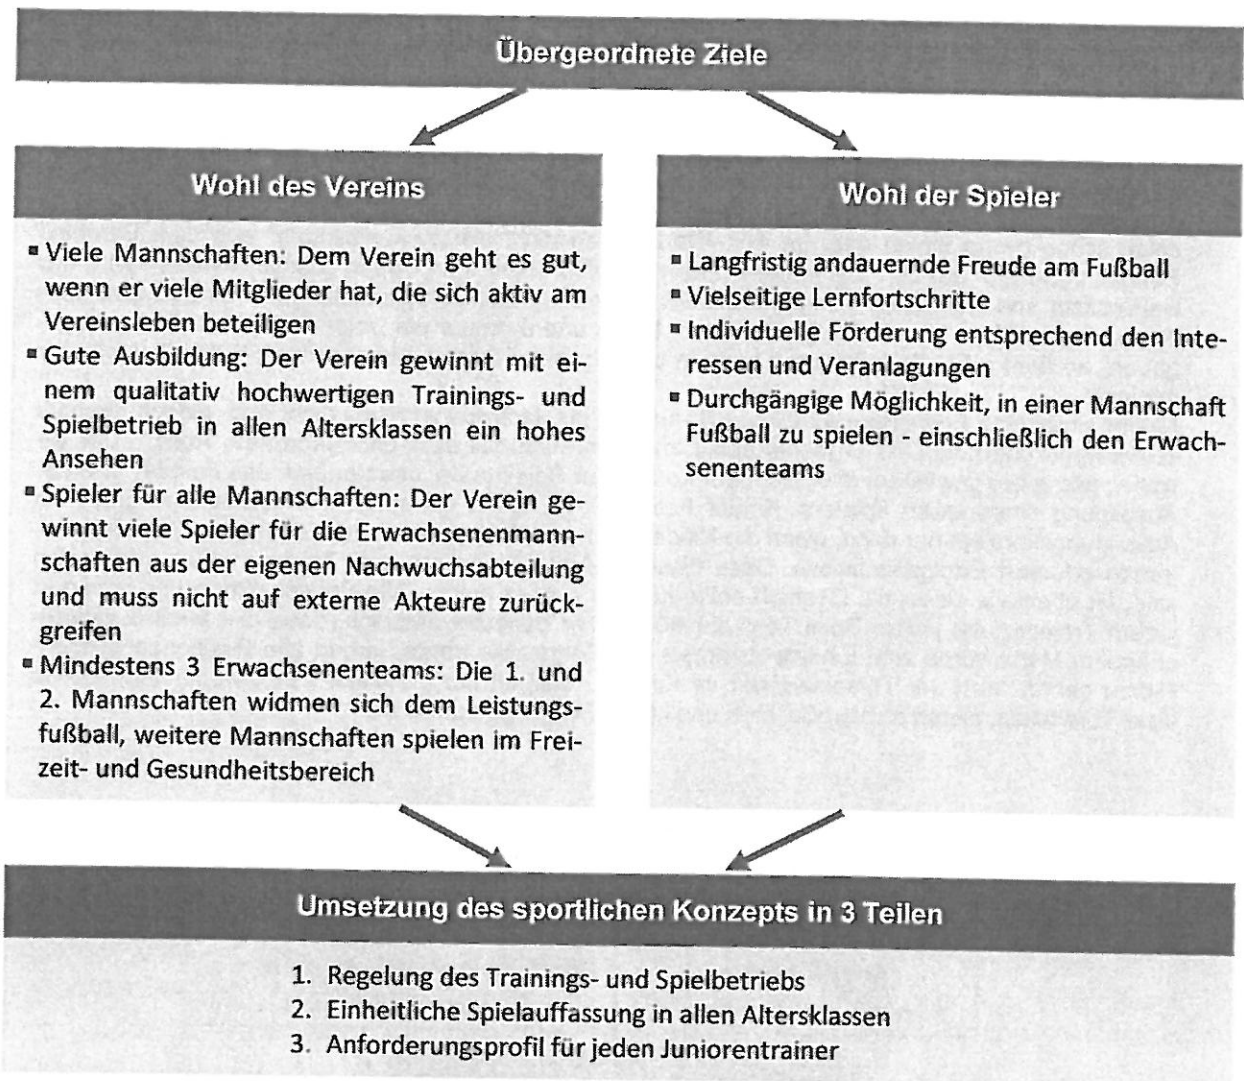 Übergeordnete Ziele
Wohl des Vereins
▪ Viele Mannschaften: Dem Verein geht es gut,
wenn er viele Mitglieder hat, die sich aktiv am
Vereinsleben beteiligen
▪ Gute Ausbildung: Der Verein gewinnt mit ei-
nem qualitativ hochwertigen Trainings- und
Spielbetrieb in allen Altersklassen ein hohes
Ansehen
▪ Spieler für alle Mannschaften: Der Verein ge-
winnt viele Spieler für die Erwachsenenmann-
schaften aus der eigenen Nachwuchsabteilung
und muss nicht auf externe Akteure zurück-
greifen
▪ Mindestens 3 Erwachsenenteams: Die 1. und
2. Mannschaften widmen sich dem Leistungs-
fußball, weitere Mannschaften spielen im Frei-
zeit- und Gesundheitsbereich
Wohl der Spieler
▪ Langfristig andauernde Freude am Fußball
▪ Vielseitige Lernfortschritte
▪ Individuelle Förderung entsprechend den Inte-
ressen und Veranlagungen
▪ Durchgängige Möglichkeit, in einer Mannschaft
Fußball zu spielen - einschließlich den Erwach-
senenteams
Umsetzung des sportlichen Konzepts in 3 Teilen
1. Regelung des Trainings- und Spielbetriebs
2. Einheitliche Spielauffassung in allen Altersklassen
3. Anforderungsprofil für jeden Juniorentrainer